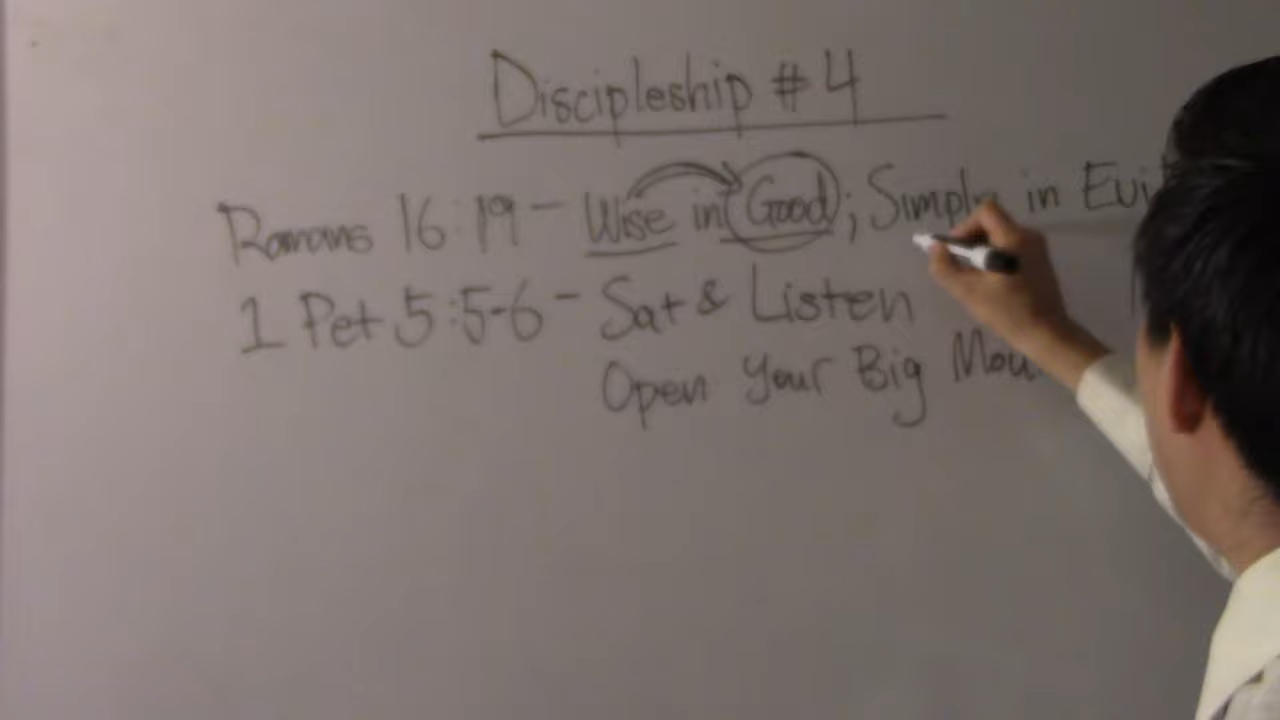 Discipleship #4
Romans 16:19 - Wise in Good; Simple in Evil
1 Pet 5:5-6 - Sat & Listen
Open Your Big